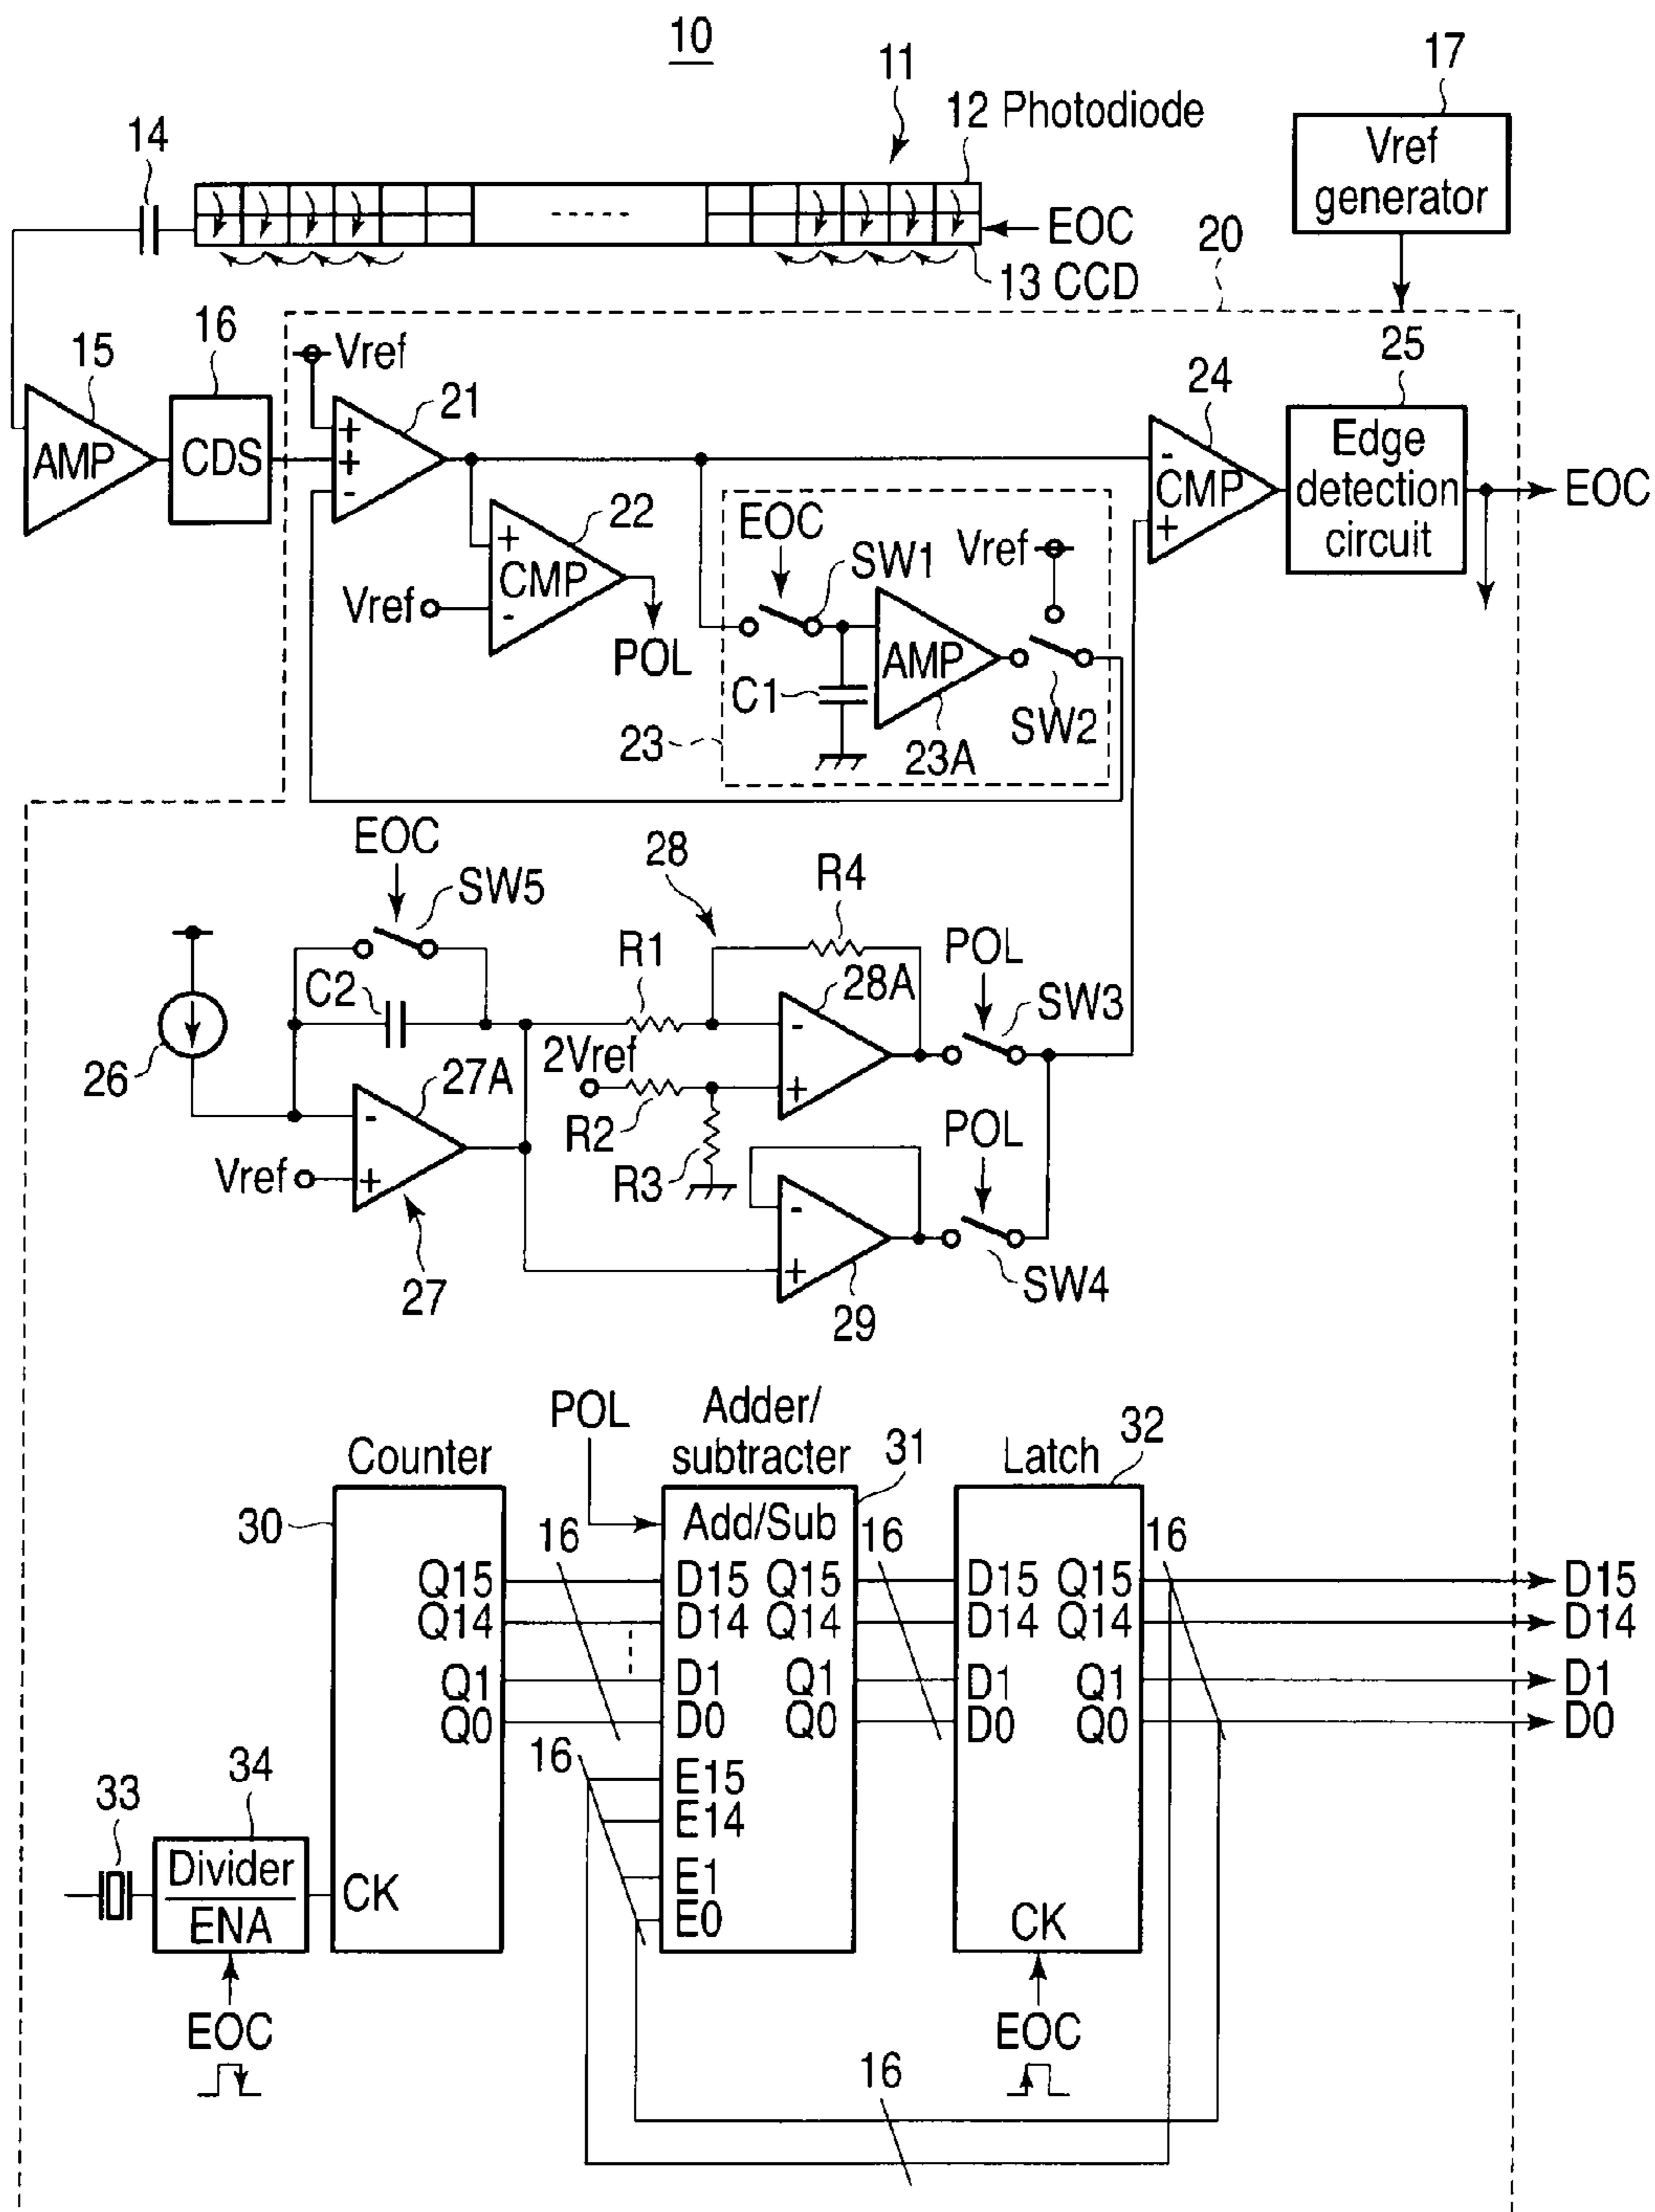 10
11
12 Photodiode
14
17
Vref
generator
EOC
13 CCD
20
15
AMP
16
CDS
Vref
+
+
-
21
22
+
CMP
-
Vref
POL
EOC
SW1
Vref
AMP
C1
23
23A
SW2
24
-
CMP
+
25
Edge
detection
circuit
EOC
EOC
SW5
28
R4
R1
C2
26
27A
-
+
Vref
27
2Vref
R2
R3
28A
-
+
POL
SW3
POL
SW4
-
+
29
POL
Counter
30
Q15
Q14
Q1
Q0
CK
16
Adder/
subtracter
31
Add/Sub
D15 Q15
D14 Q14
D1 Q1
D0 Q0
E15
E14
E1
E0
16
16
Latch
32
D15 Q15
D14 Q14
D1 Q1
D0 Q0
CK
16
D15
D14
D1
D0
33
34
Divider
ENA
EOC
EOC
16